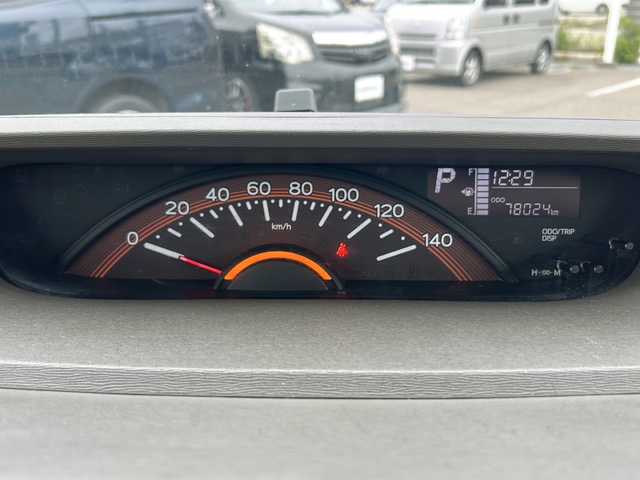 0 20 40 60 80 100 120 140
km/h
P F 12:29
E ODO 78024km
ODO/TRIP
DISP
H - M